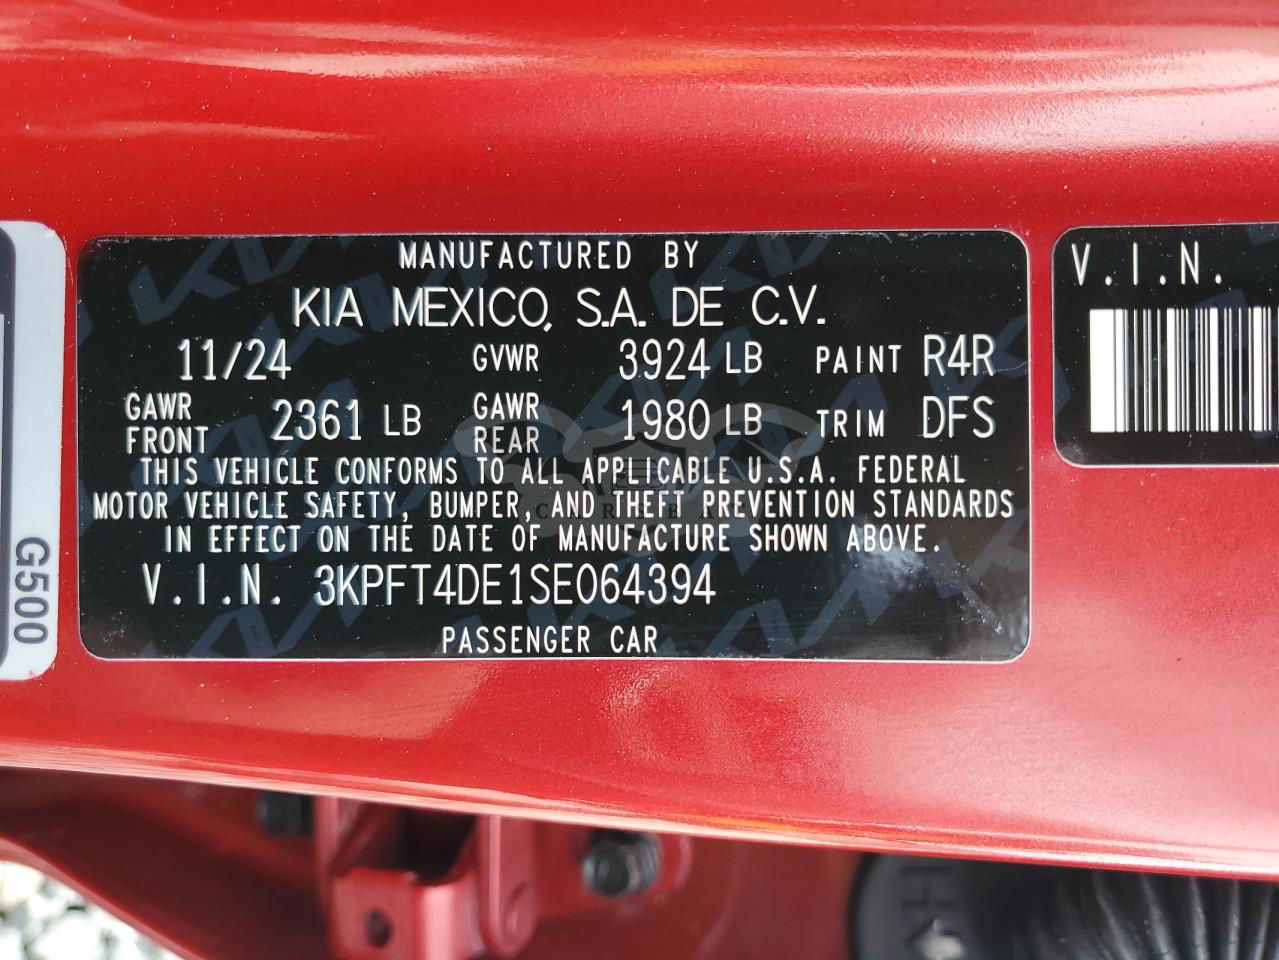 MANUFACTURED BY
KIA MEXICO, S.A. DE C.V.
11/24 GVWR 3924 LB PAINT R4R
GAWR FRONT 2361 LB GAWR REAR 1980 LB TRIM DFS
THIS VEHICLE CONFORMS TO ALL APPLICABLE U.S.A. FEDERAL
MOTOR VEHICLE SAFETY, BUMPER, AND THEFT PREVENTION STANDARDS
IN EFFECT ON THE DATE OF MANUFACTURE SHOWN ABOVE.
V.I.N. 3KPFT4DE1SE064394
PASSENGER CAR
V.I.N.
G500